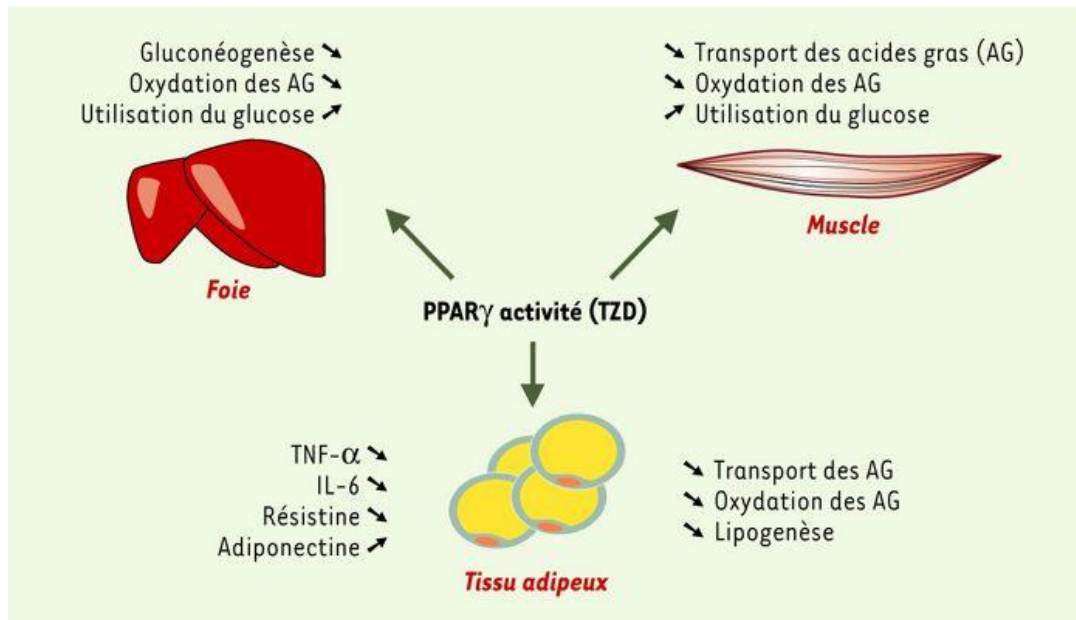 Gluconéogenèse ➘
Oxydation des AG ➘
Utilisation du glucose ➚
Foie
➘ Transport des acides gras (AG)
➘ Oxydation des AG
➚ Utilisation du glucose
Muscle
PPARγ activité (TZD)
TNF-α ➘
IL-6 ➘
Résistine ➘
Adiponectine ➚
➘ Transport des AG
➘ Oxydation des AG
➘ Lipogenèse
Tissu adipeux